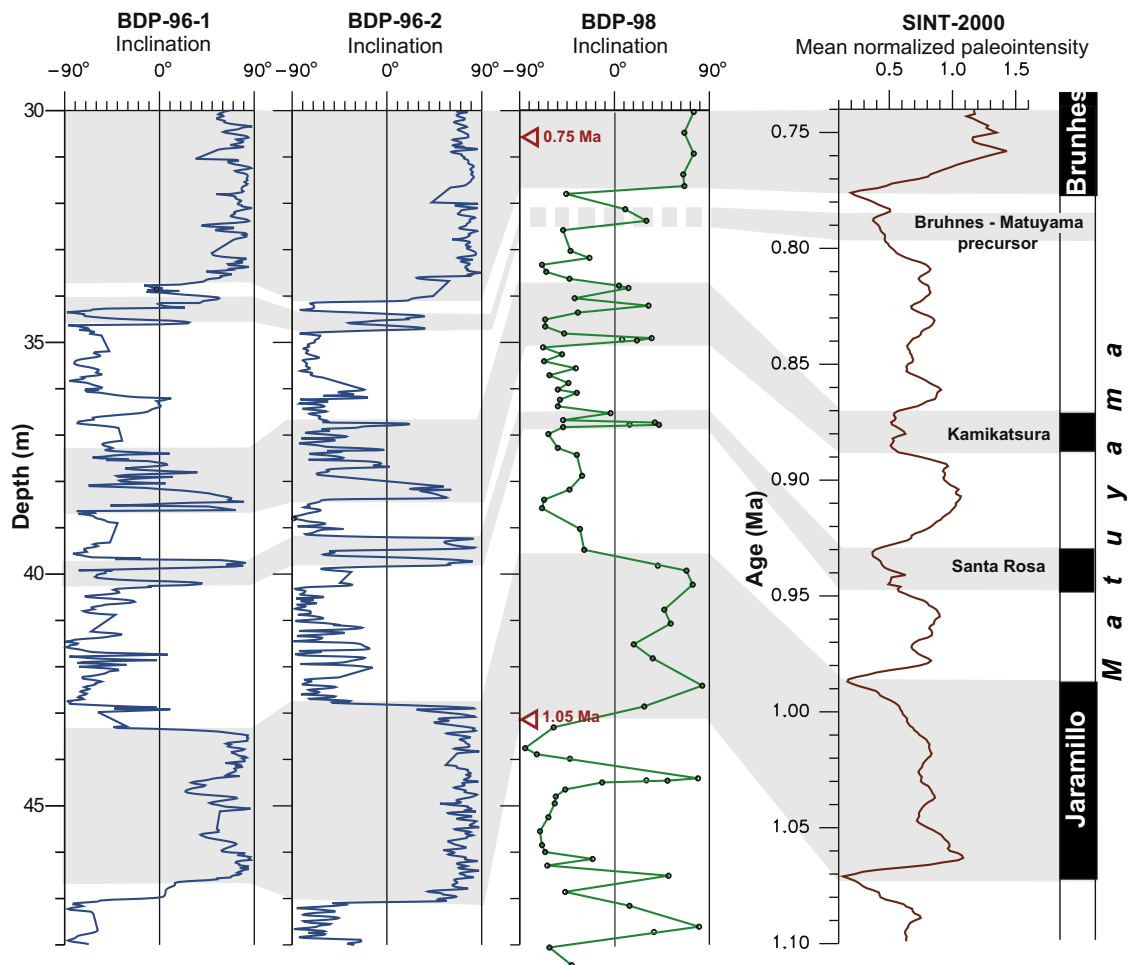 BDP-96-1
Inclination
BDP-96-2
Inclination
BDP-98
Inclination
SINT-2000
Mean normalized paleointensity
−90° 0° 90°
−90° 0° 90°
−90° 0° 90°
0.5 1.0 1.5
Depth (m)
30
35
40
45
0.75 Ma
1.05 Ma
Age (Ma)
0.75
0.80
0.85
0.90
0.95
1.00
1.05
1.10
Brunhes
Bruhnes - Matuyama
precursor
Kamikatsura
Santa Rosa
Jaramillo
Matuyama